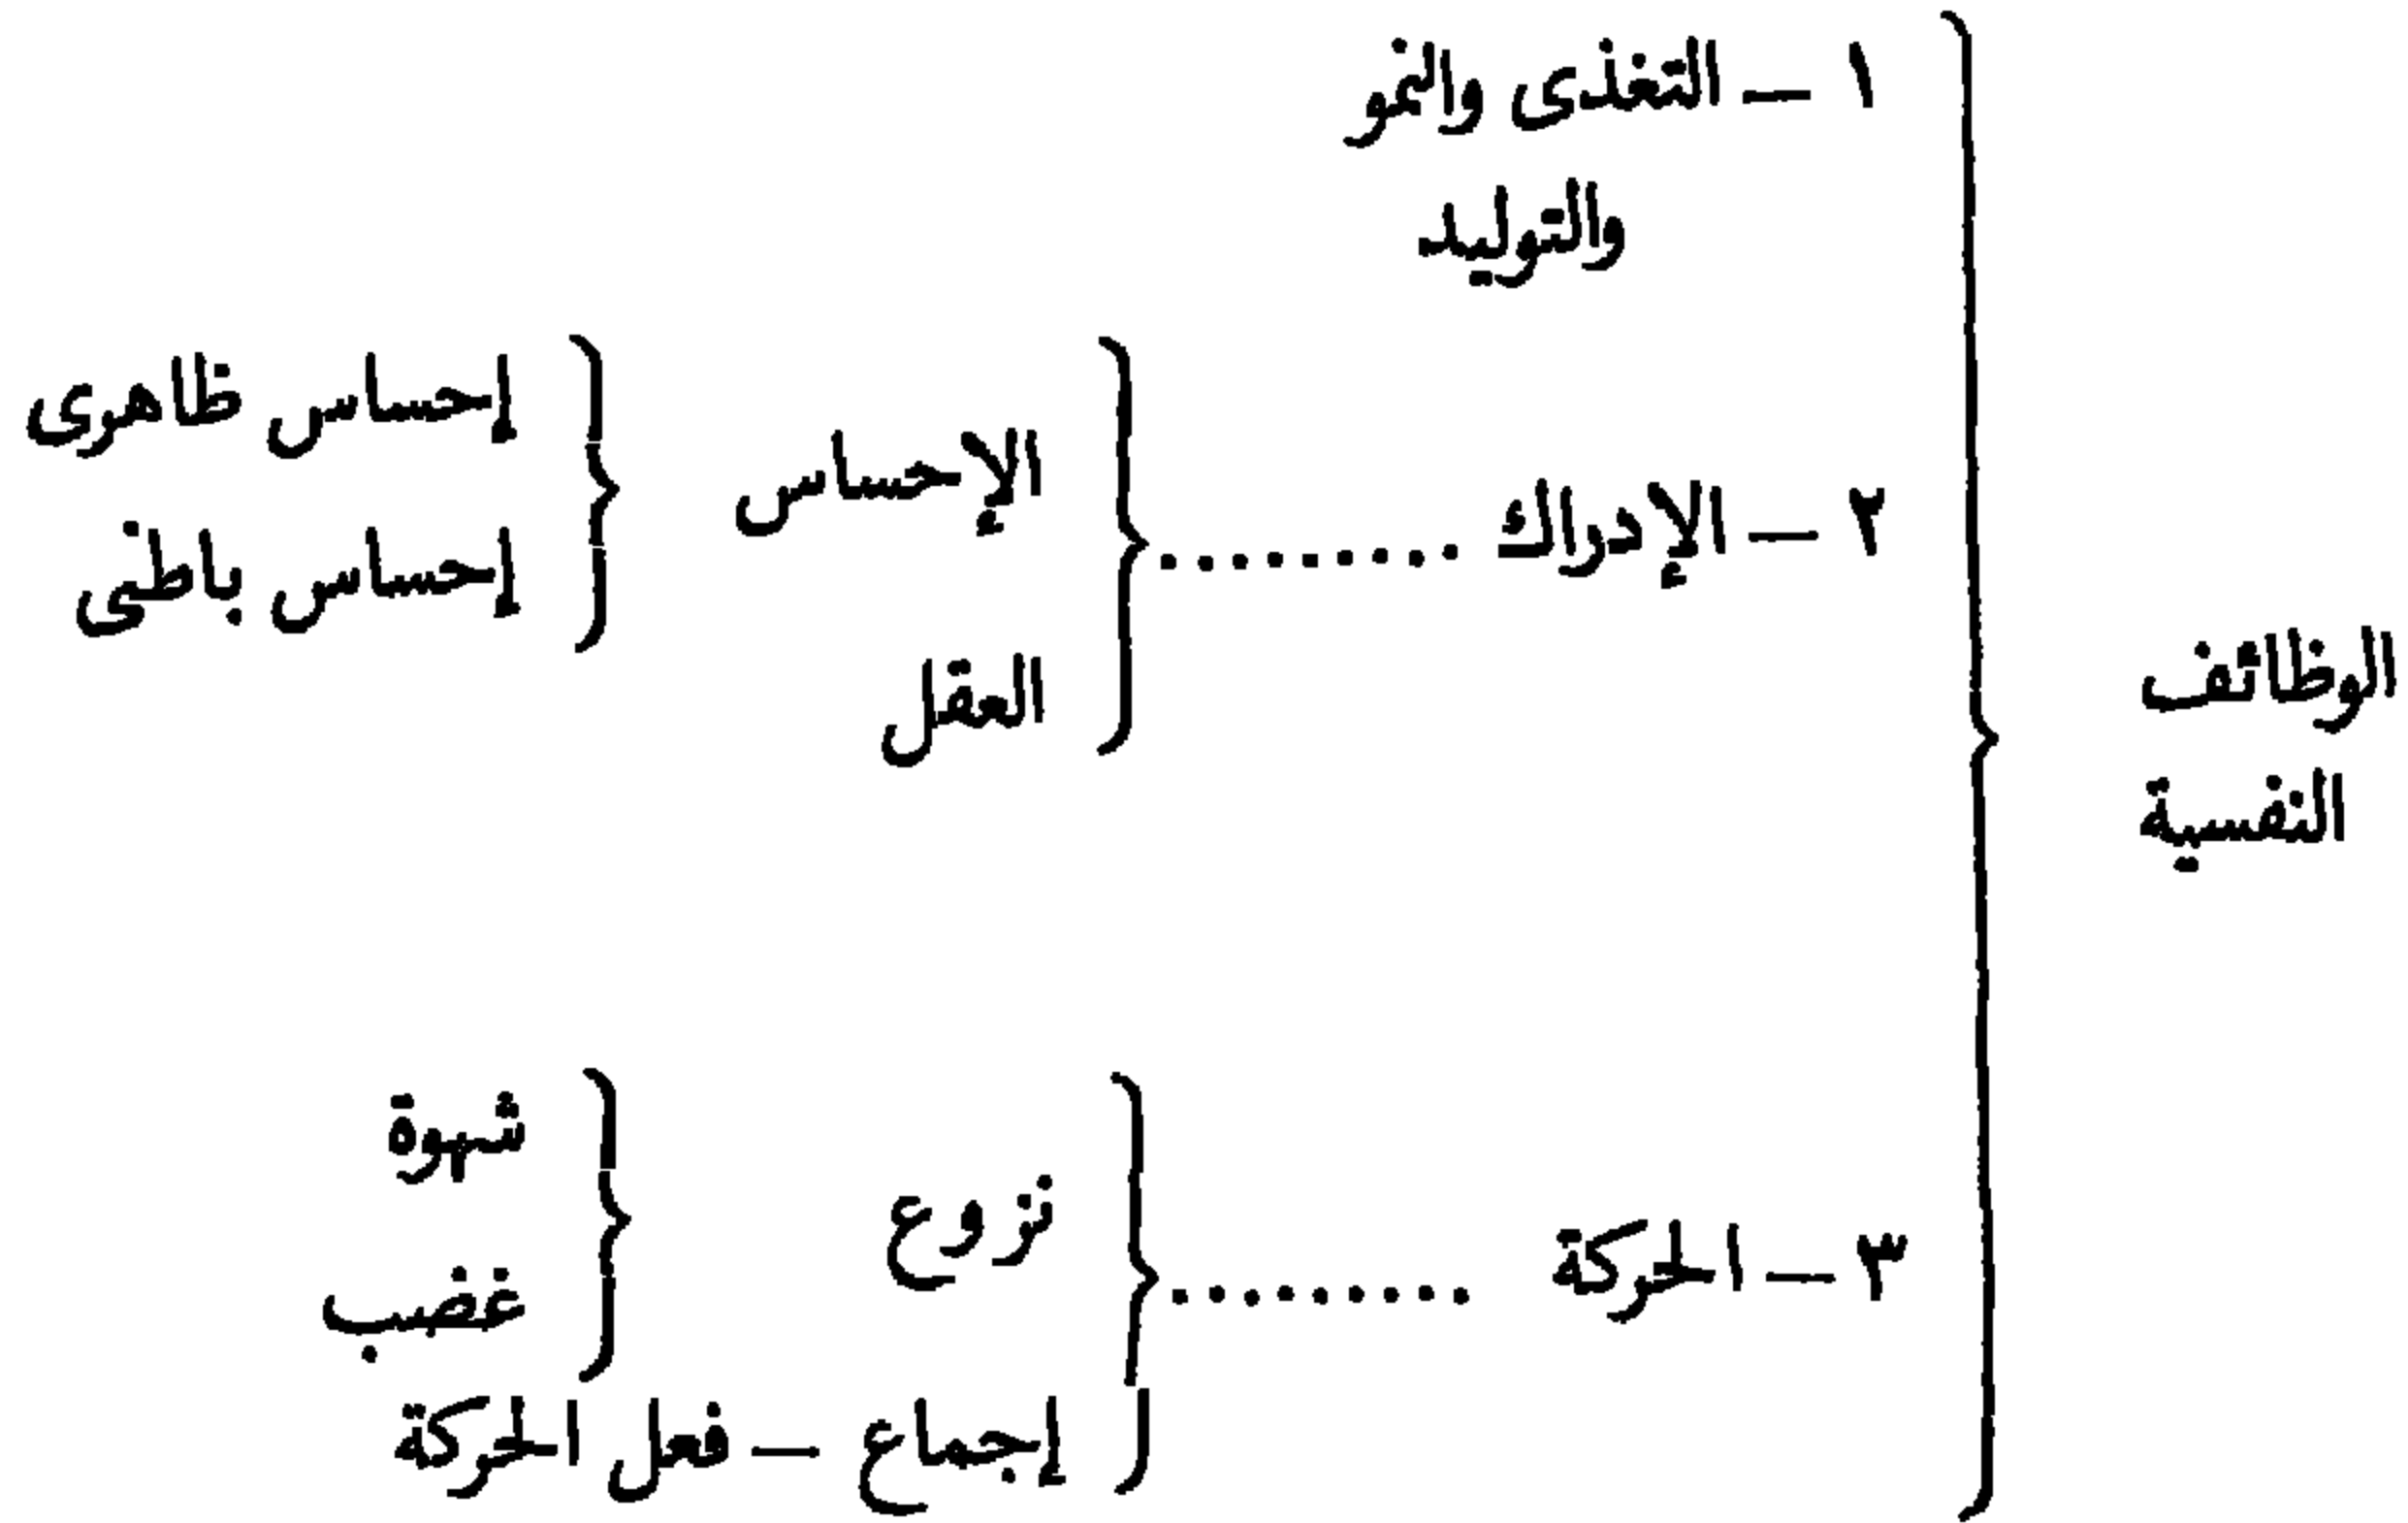 الوظائف
النفسية
١ — التغذى والنمو
والتوليد
٢ — الإدراك .........
الإحساس
إحساس ظاهرى
إحساس باطنى
العقل
٣ — الحركة .........
نزوع
شهوة
غضب
إجماع — فعل الحركة